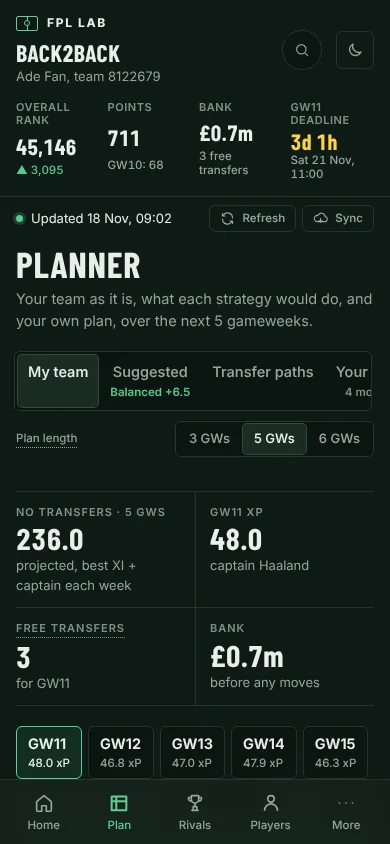 FPL LAB
BACK2BACK
Ade Fan, team 8122679
OVERALL RANK
45,146
▲ 3,095
POINTS
711
GW10: 68
BANK
£0.7m
3 free transfers
GW11 DEADLINE
3d 1h
Sat 21 Nov, 11:00
Updated 18 Nov, 09:02
Refresh
Sync
PLANNER
Your team as it is, what each strategy would do, and
your own plan, over the next 5 gameweeks.
My team
Suggested
Balanced +6.5
Transfer paths
Your
4 mo
Plan length
3 GWs
5 GWs
6 GWs
NO TRANSFERS · 5 GWS
236.0
projected, best XI +
captain each week
GW11 XP
48.0
captain Haaland
FREE TRANSFERS
3
for GW11
BANK
£0.7m
before any moves
GW11
48.0 xP
GW12
46.8 xP
GW13
47.0 xP
GW14
47.9 xP
GW15
46.3 xP
Home
Plan
Rivals
Players
More